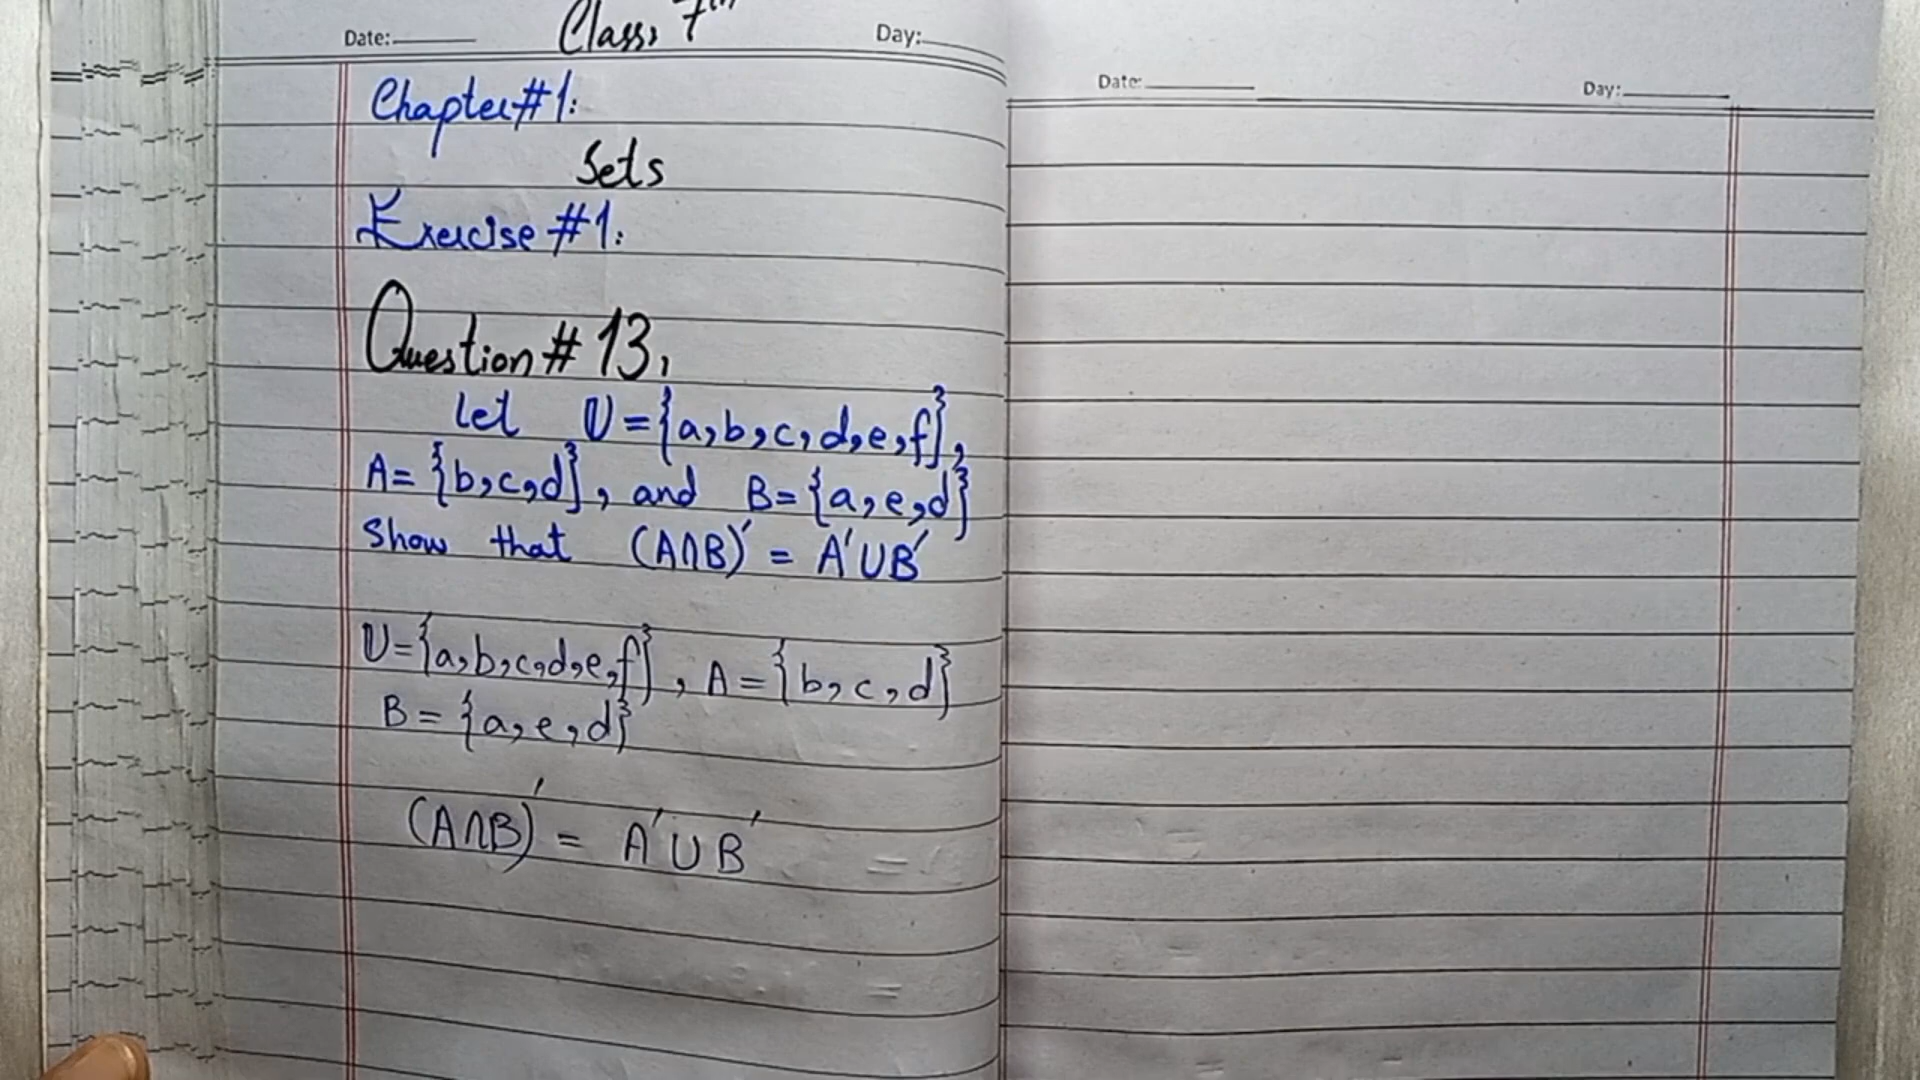 Date: Class, 7th Day:
Chapter#1:
Sets
Exercise #1:
Question # 13,
Let U={a,b,c,d,e,f},
A= {b,c,d}, and B={a,e,d}
Show that (A∩B)′ = A′∪B′
U={a,b,c,d,e,f}, A={b,c,d}
B = {a,e,d}
(A∩B)′ = A′∪B′
Date: Day: